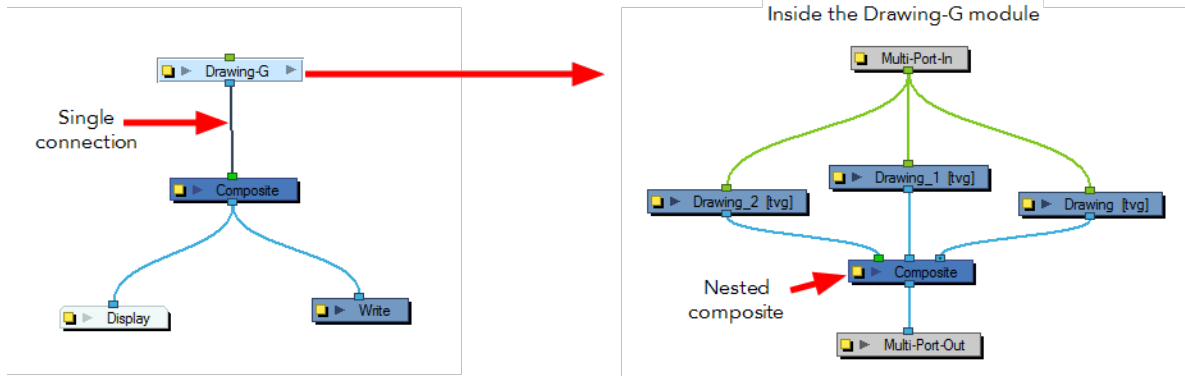 Inside the Drawing-G module
Drawing-G
Single
connection
Composite
Display
Write
Multi-Port-In
Drawing_2 [tvg]
Drawing_1 [tvg]
Drawing [tvg]
Nested
composite
Composite
Multi-Port-Out